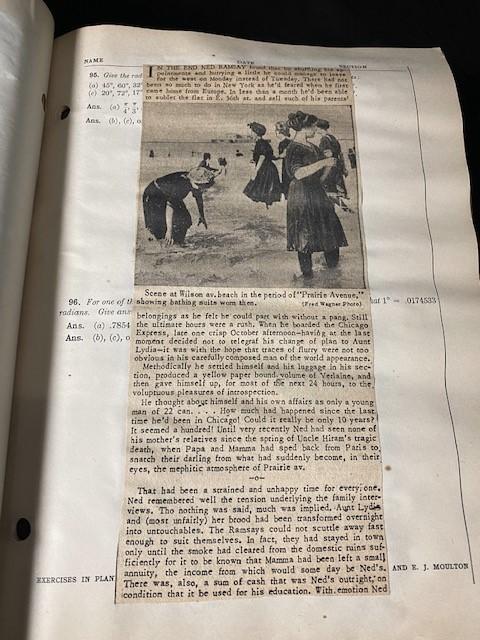 NAME DATE SECTION
95. Give the rad
(a) 45°, 60°, 32°
(c) 20°, 72°, 17°
Ans. (a) π/4, π/3,
Ans. (b), (c), o
IN THE END NED RAMSAY found that by shuffling his ap-
pointments and hurrying a little he could manage to leave
for the west on Monday instead of Tuesday. There had not
been so much to do in New York as he'd feared when he first
came home from Europe. In less than a month he'd been able
to sublet the flat in E. 36th st. and sell such of his parents'
Scene at Wilson av. beach in the period of "Prairie Avenue,"
showing bathing suits worn then. (Fred Wagner Photo)
96. For one of th
hat 1° = .0174533
radians. Give ans
Ans. (a) .7854
Ans. (b), (c), o
belongings as he felt he could part with without a pang. Still
the ultimate hours were a rush. When he boarded the Chicago
Express, late one crisp October afternoon—having at the last
moment decided not to telegraf his change of plan to Aunt
Lydia—it was with the hope that traces of flurry were not too
obvious in his carefully composed man of the world appearance.
Methodically he settled himself and his luggage in his sec-
tion, produced a yellow paper bound volume of Verlaine, and
then gave himself up, for most of the next 24 hours, to the
voluptuous pleasures of introspection.
He thought about himself and his own affairs as only a young
man of 22 can. . . . How much had happened since the last
time he'd been in Chicago! Could it really be only 10 years?
It seemed a hundred! Until very recently Ned had seen none of
his mother's relatives since the spring of Uncle Hiram's tragic
death, when Papa and Mamma had sped back from Paris to
snatch their darling from what had suddenly become, in their
eyes, the mephitic atmosphere of Prairie av.
—o—
That had been a strained and unhappy time for everyone.
Ned remembered well the tension underlying the family inter-
views. Tho nothing was said, much was implied. Aunt Lydia
and (most unfairly) her brood had been transformed overnight
into untouchables. The Ramsays could not scuttle away fast
enough to suit themselves. In fact, they had stayed in town
only until the smoke had cleared from the domestic ruins suf-
ficiently for it to be known that Mamma had been left a small
annuity, the income from which would some day be Ned's.
There was, also, a sum of cash that was Ned's outright, on
condition that it be used for his education. With emotion Ned
EXERCISES IN PLAN
AND E. J. MOULTON